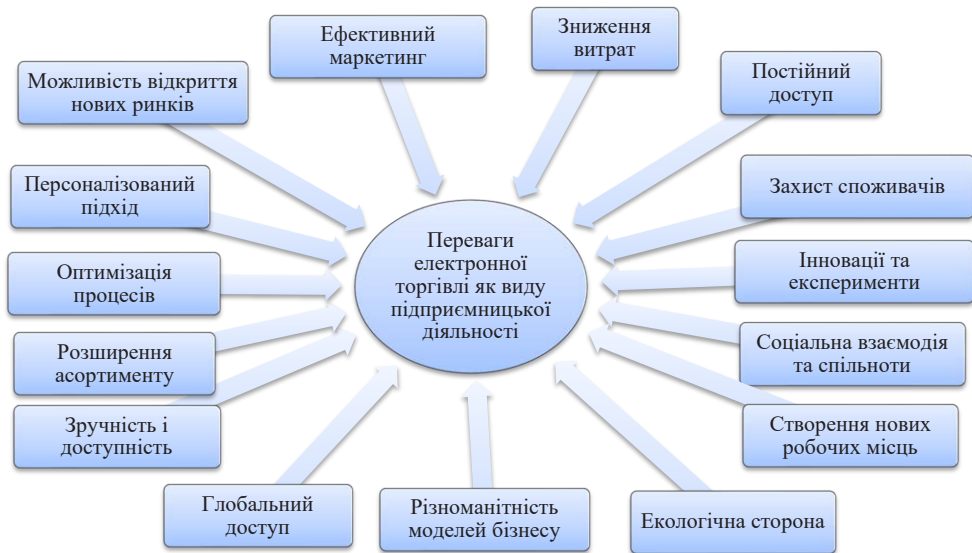 Ефективний
маркетинг
Зниження
витрат
Можливість відкриття
нових ринків
Постійний
доступ
Персоналізований
підхід
Захист споживачів
Переваги
електронної
торгівлі як виду
підприємницької
діяльності
Оптимізація
процесів
Інновації та
експерименти
Розширення
асортименту
Соціальна взаємодія
та спільноти
Зручність і
доступність
Створення нових
робочих місць
Глобальний
доступ
Різноманітність
моделей бізнесу
Екологічна сторона